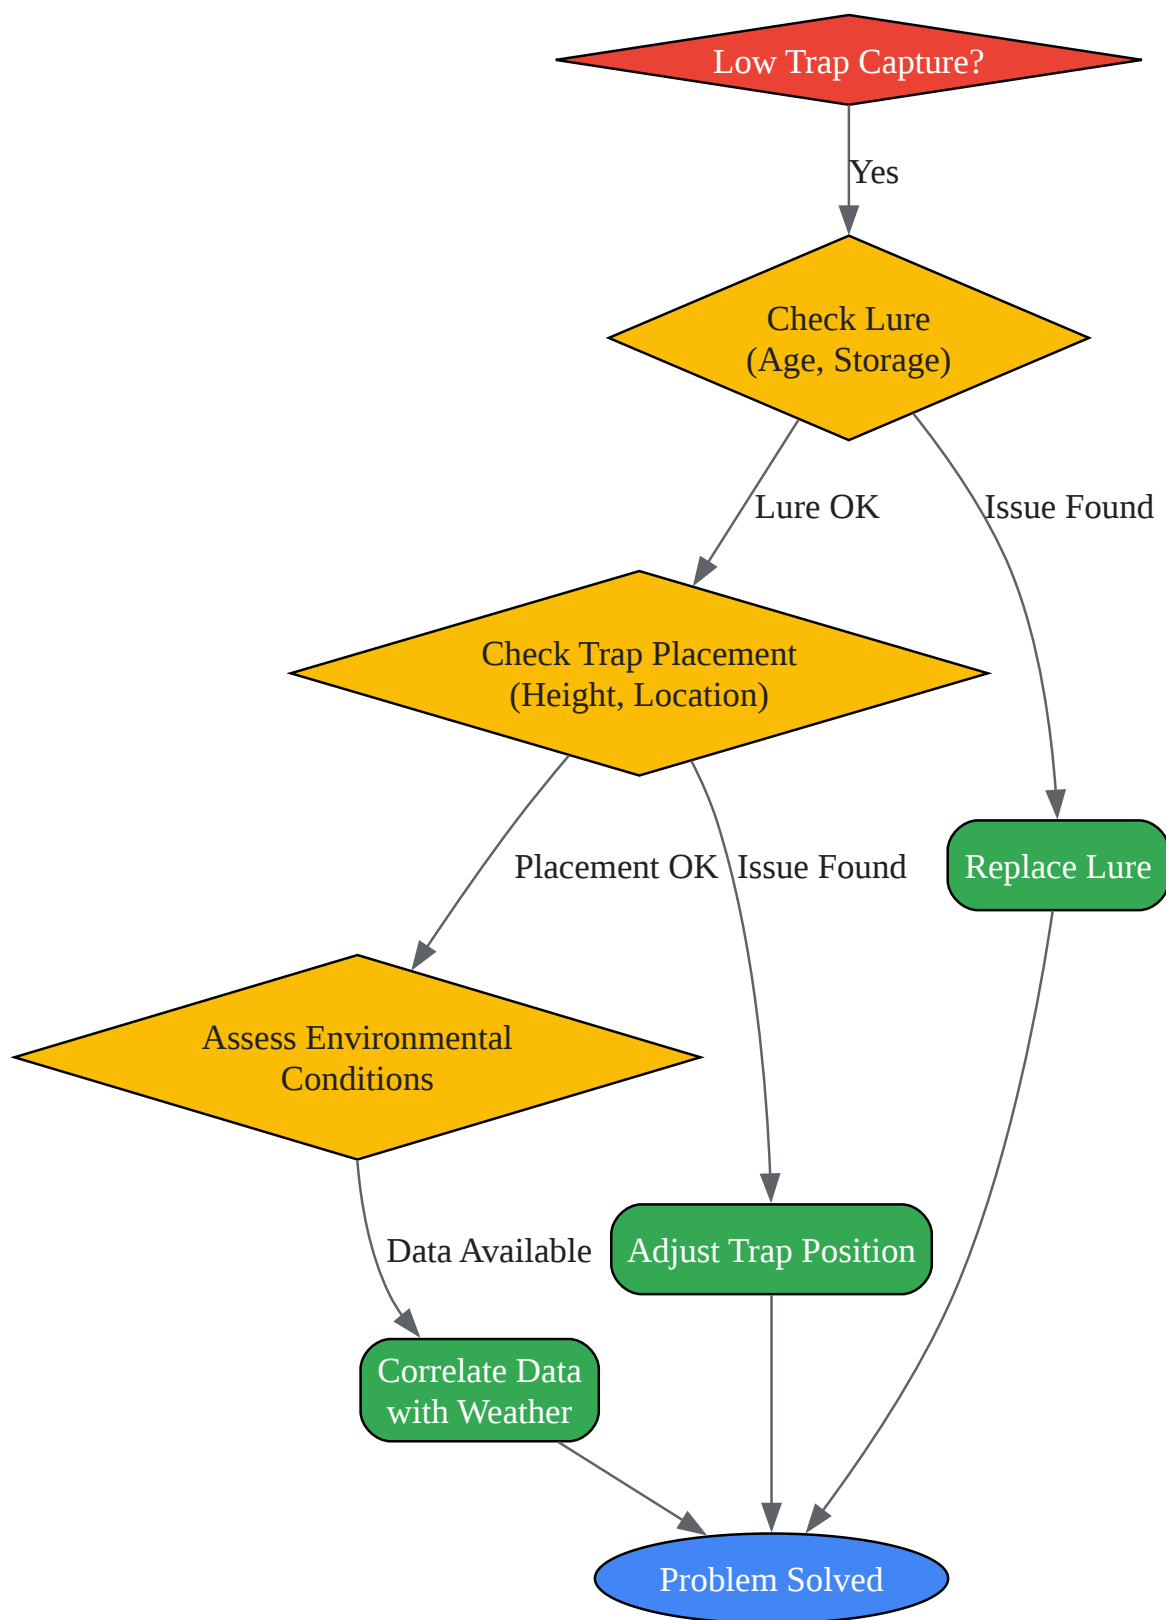 Low Trap Capture?
Yes
Check Lure
(Age, Storage)
Lure OK
Issue Found
Check Trap Placement
(Height, Location)
Placement OK
Issue Found
Replace Lure
Assess Environmental
Conditions
Data Available
Adjust Trap Position
Correlate Data
with Weather
Problem Solved